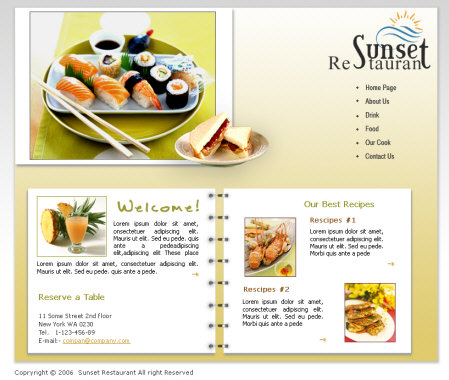 Sunset
ReStaurant
Home Page
About Us
Drink
Food
Our Cook
Contact Us
Welcome!
Lorem ipsum dolor sit amet,
consectetuer adipiscing elit.
Mauris ut elit. Sed eu pede. quis
ante a pedeadipiscing
elit,adipiscing elit These place
Lorem ipsum dolor sit amet, consectetuer adipiscing elit.
Mauris ut elit. Sed eu pede. quis ante a pede
Reserve a Table
11 Some Street 2nd floor
New York WA 0230
Tel. 1-123-456-89
E-mail:- compan@company.com
Our Best Recipes
Recipes #1
Lorem ipsum dolor sit amet,
consectetuer adipiscing elit.
Mauris ut elit. Sed eu pede.
quis ante a pede
Recipes #2
Lorem ipsum dolor sit amet,
consectetuer adipiscing elit.
Mauris ut elit. Sed eu pede.
quis ante a pede
Copyright © 2006 Sunset Restaurant All right Reserved